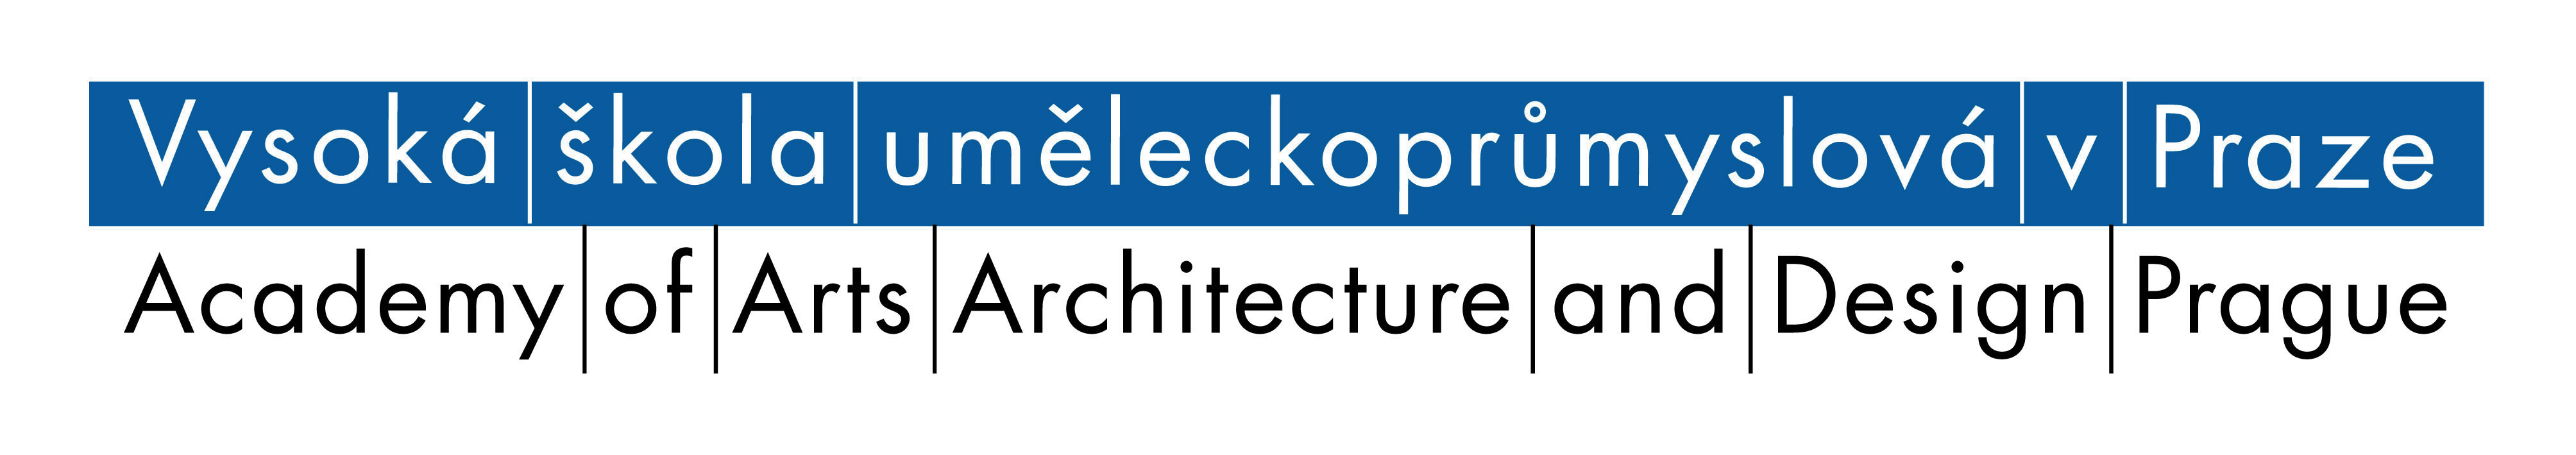 Vysoká škola uměleckoprůmyslová v Praze
Academy of Arts Architecture and Design Prague